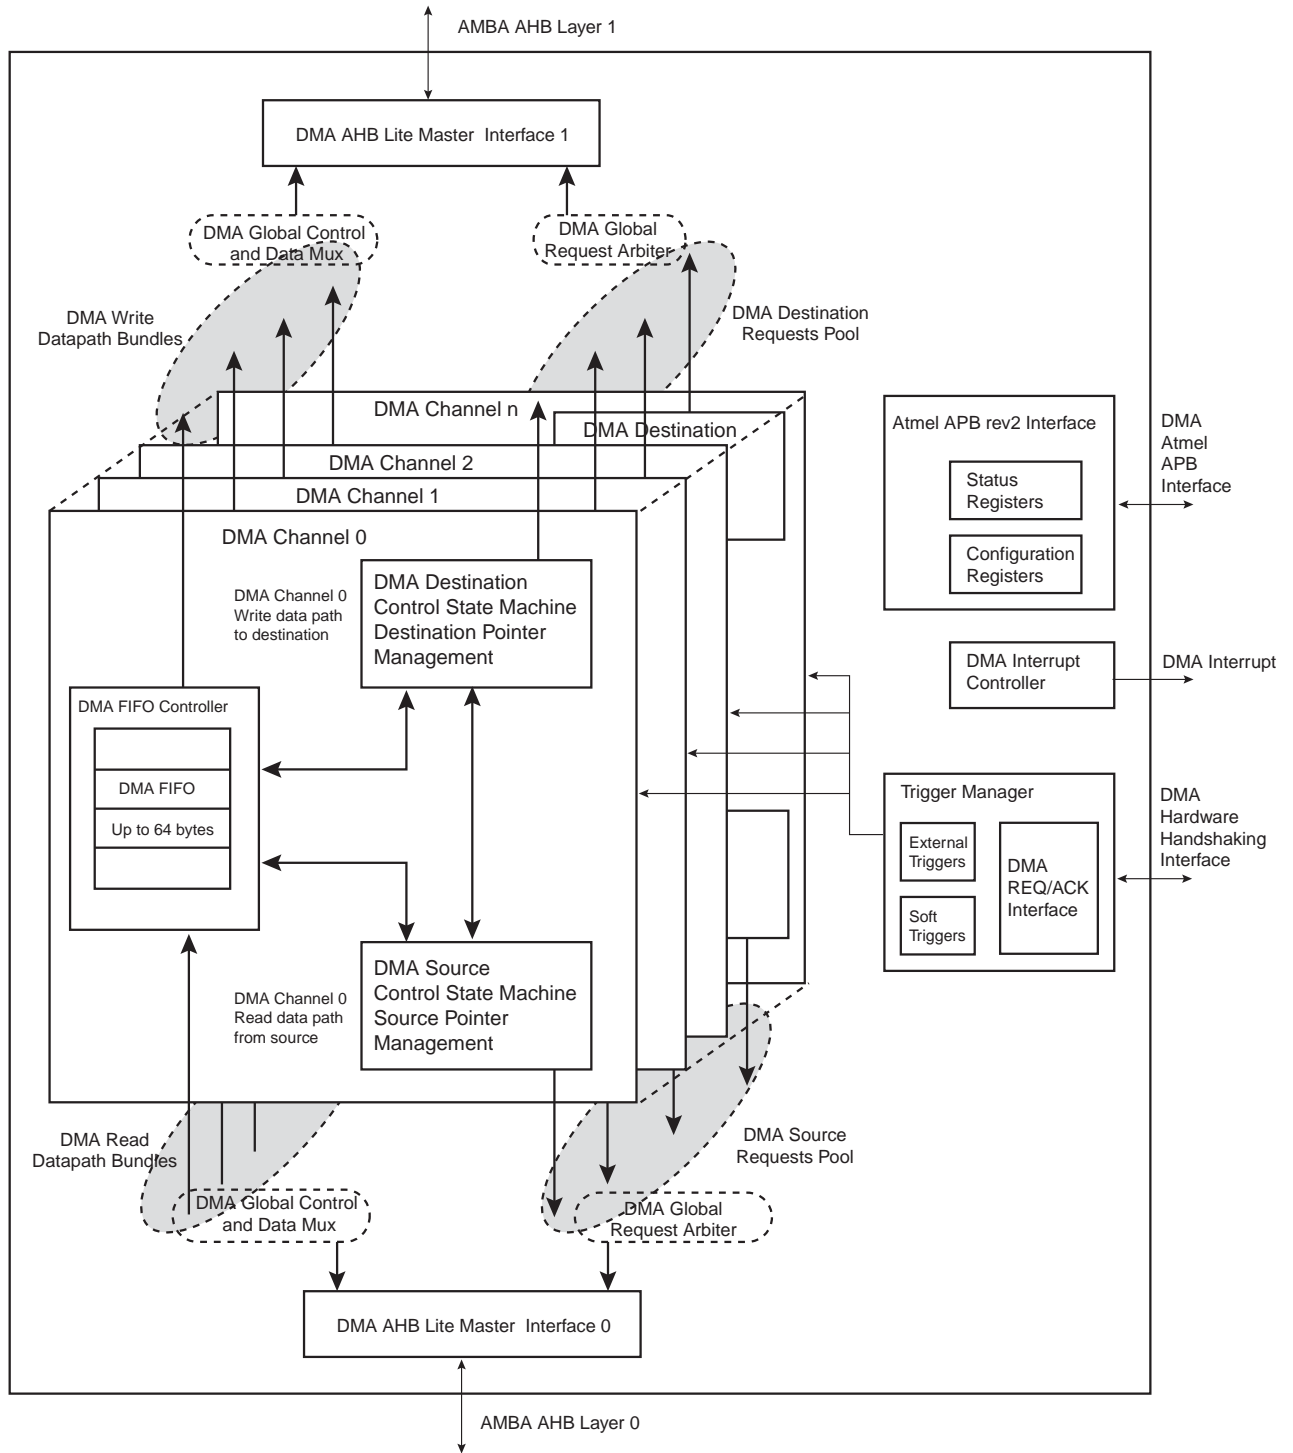 AMBA AHB Layer 1
DMA AHB Lite Master Interface 1
DMA Global Control
and Data Mux
DMA Global
Request Arbiter
DMA Write
Datapath Bundles
DMA Destination
Requests Pool
DMA Channel n
DMA Destination
DMA Channel 2
DMA Channel 1
DMA Channel 0
DMA Channel 0
Write data path
to destination
DMA Destination
Control State Machine
Destination Pointer
Management
DMA FIFO Controller
DMA FIFO
Up to 64 bytes
DMA Channel 0
Read data path
from source
DMA Source
Control State Machine
Source Pointer
Management
Atmel APB rev2 Interface
Status
Registers
Configuration
Registers
DMA
Atmel
APB
Interface
DMA Interrupt
Controller
DMA Interrupt
Trigger Manager
External
Triggers
Soft
Triggers
DMA
REQ/ACK
Interface
DMA
Hardware
Handshaking
Interface
DMA Read
Datapath Bundles
DMA Source
Requests Pool
DMA Global Control
and Data Mux
DMA Global
Request Arbiter
DMA AHB Lite Master Interface 0
AMBA AHB Layer 0